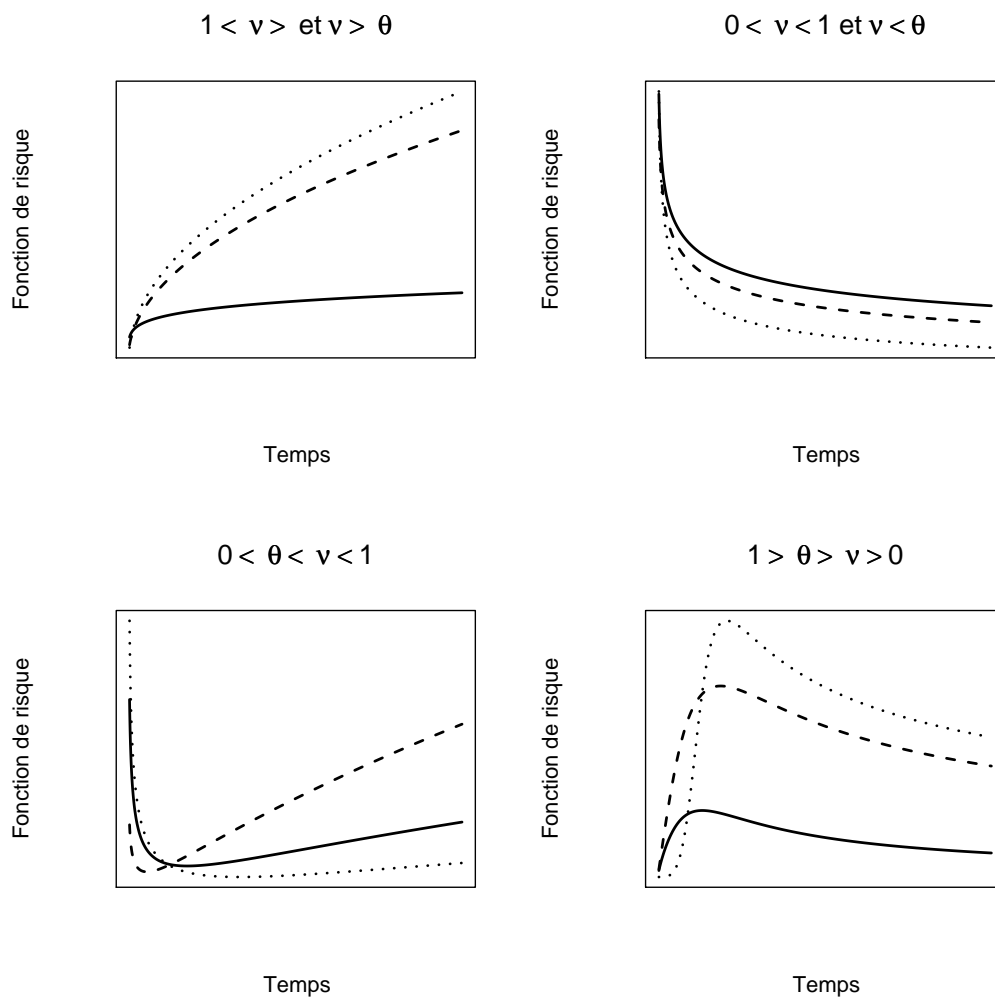 1 < ν > et ν > θ
Fonction de risque
Temps
0 < ν < 1 et ν < θ
Fonction de risque
Temps
0 < θ < ν < 1
Fonction de risque
Temps
1 > θ > ν > 0
Fonction de risque
Temps